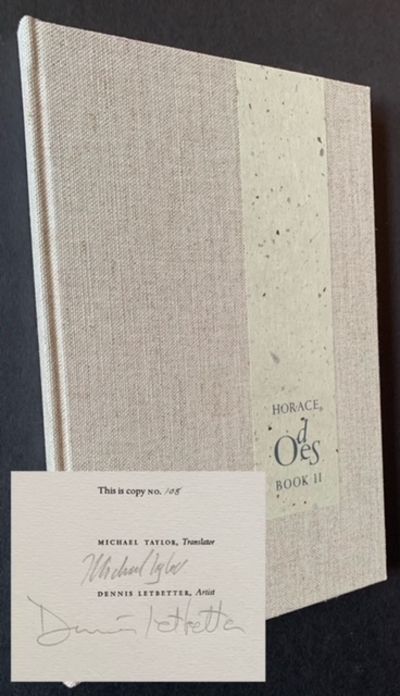 HORACE
Odes
BOOK II
This is copy NO. 108
MICHAEL TAYLOR, Translator
Michael Taylor
DENNIS LETBETTER, Artist
Dennis Letbetter